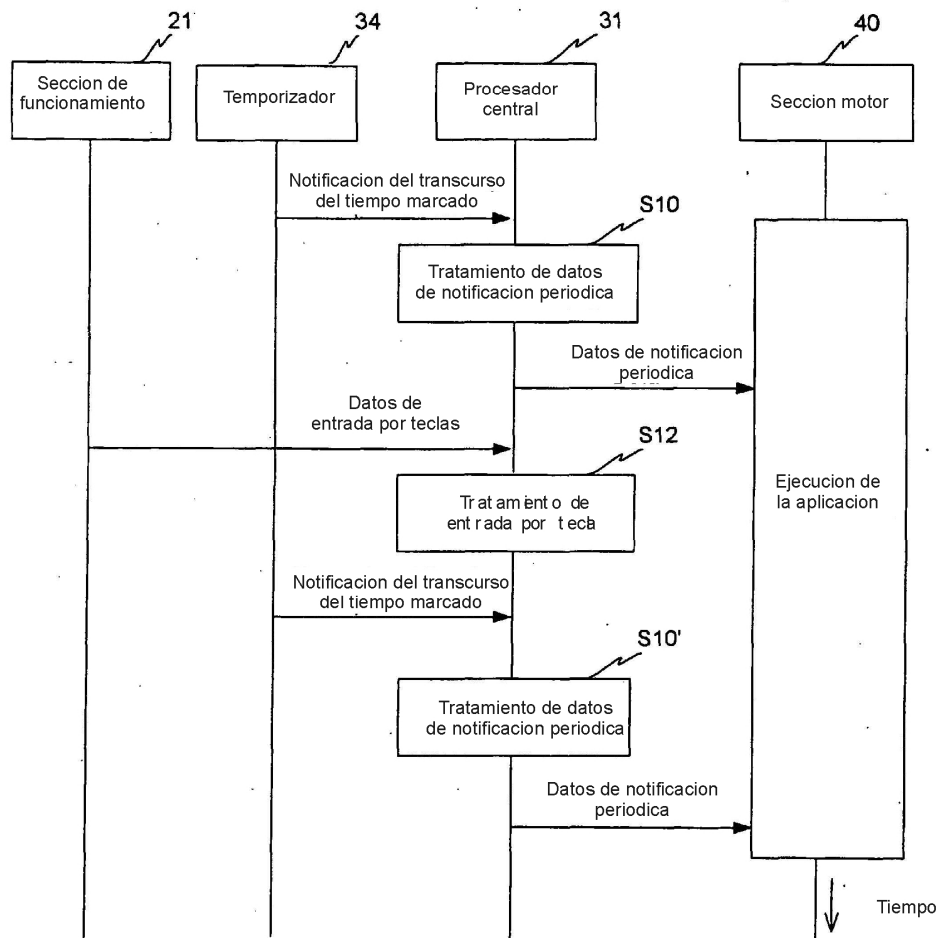 21
34
31
40
Seccion de
funcionamiento
Temporizador
Procesador
central
Seccion motor
Notificacion del transcurso
del tiempo marcado
S10
Tratamiento de datos
de notificacion periodica
Datos de notificacion
periodica
Datos de
entrada por teclas
S12
Tratamiento de
entrada por tecla
Ejecucion de
la aplicacion
Notificacion del transcurso
del tiempo marcado
S10'
Tratamiento de datos
de notificacion periodica
Datos de notificacion
periodica
Tiempo